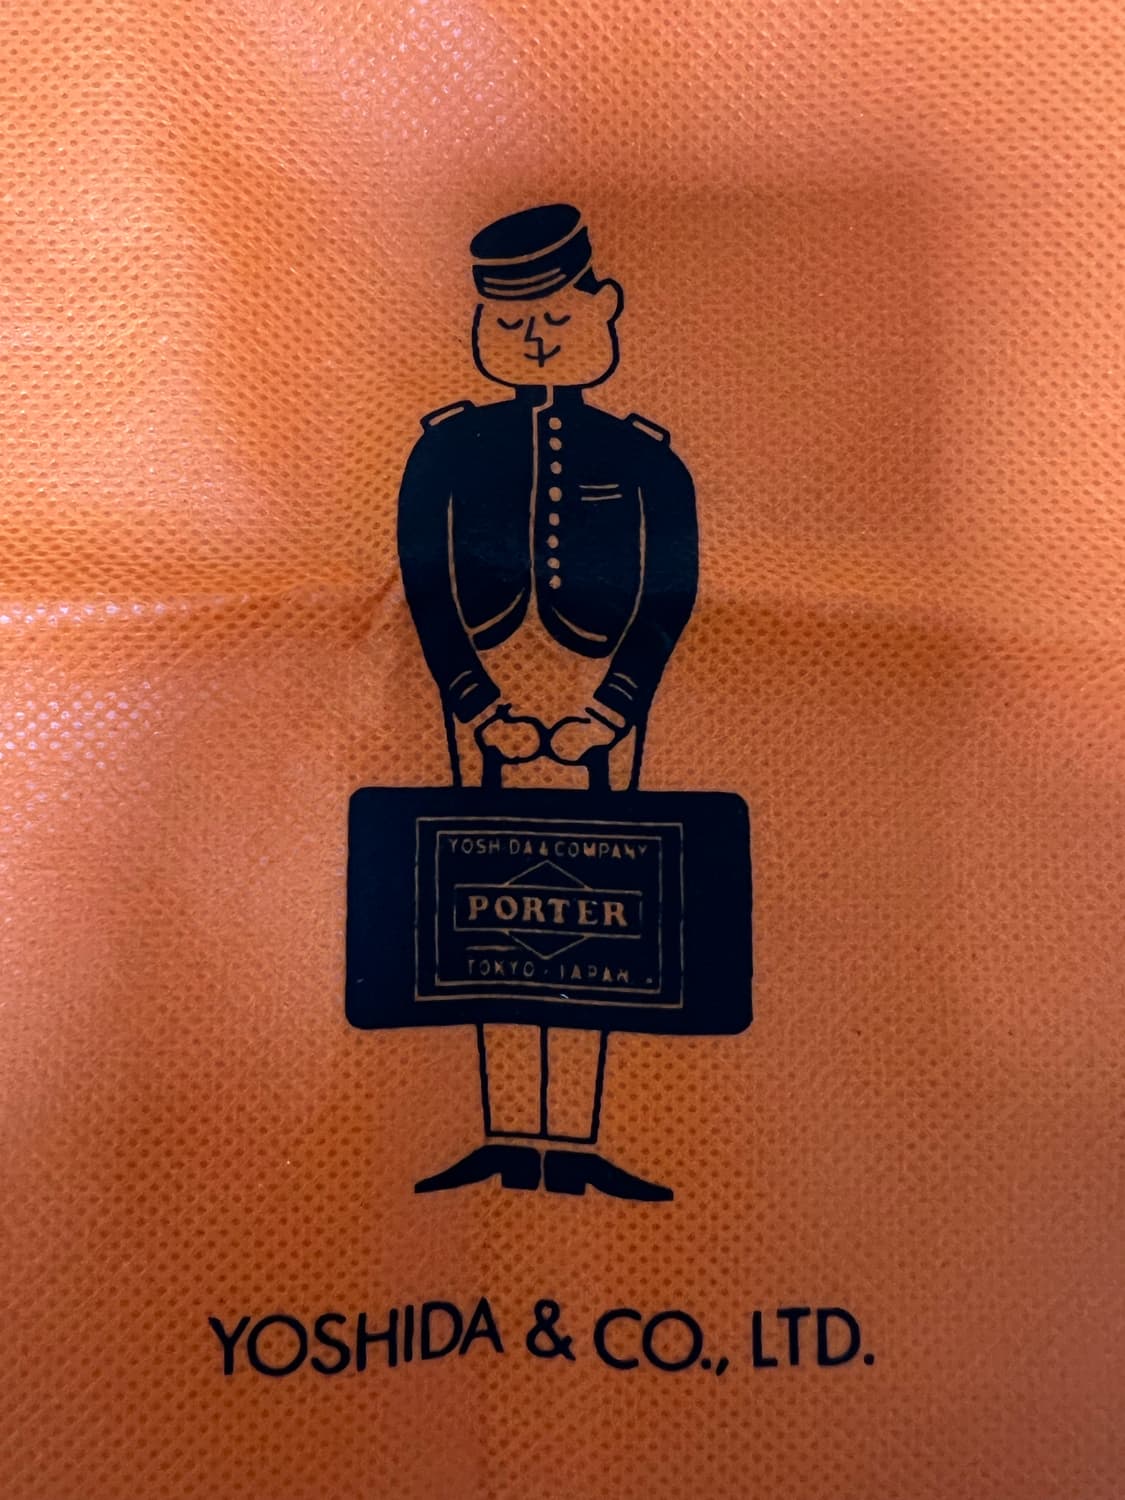 YOSHIDA & COMPANY
PORTER
TOKYO · JAPAN
YOSHIDA & CO., LTD.